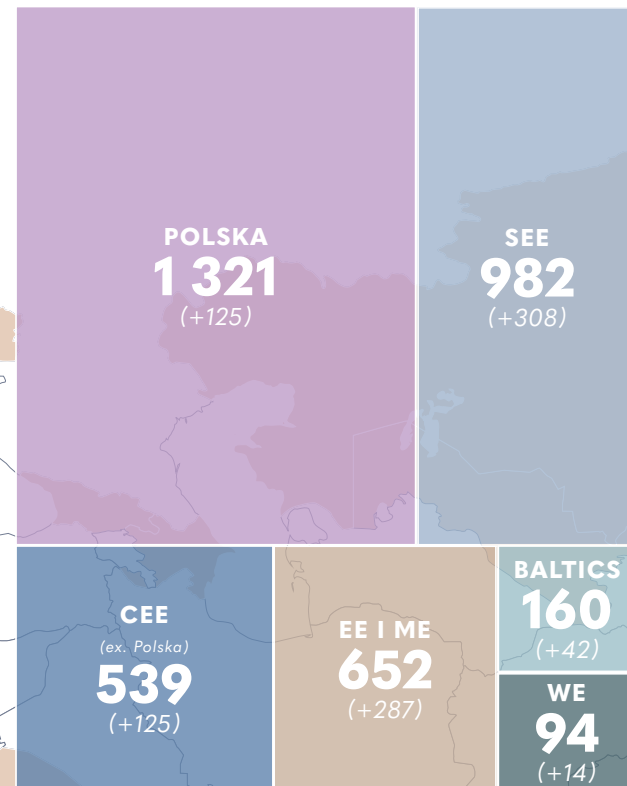 POLSKA
1 321
(+125)
SEE
982
(+308)
CEE
(ex. Polska)
539
(+125)
EE I ME
652
(+287)
BALTICS
160
(+42)
WE
94
(+14)